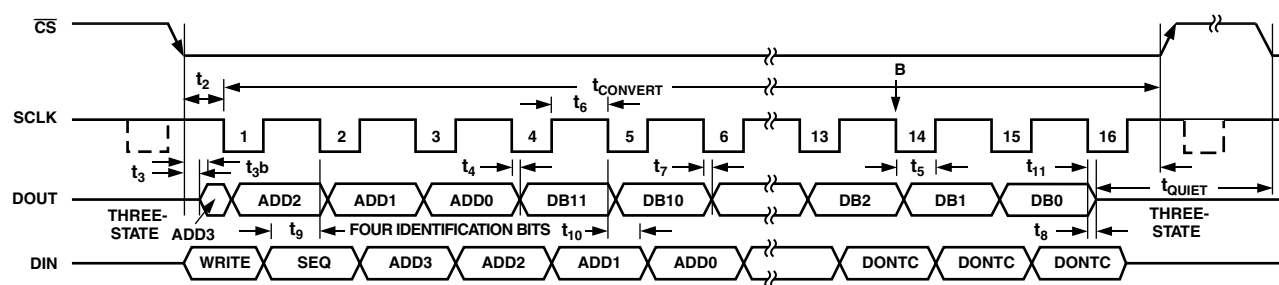 CS
B
t2
tCONVERT
t6
SCLK
1 2 3 4 5 6 13 14 15 16
t3
t3b
t4
t7
t5
t11
tQUIET
DOUT
ADD2 ADD1 ADD0 DB11 DB10 DB2 DB1 DB0
THREE-
STATE
ADD3
t9
FOUR IDENTIFICATION BITS
t10
t8
THREE-
STATE
DIN
WRITE SEQ ADD3 ADD2 ADD1 ADD0 DONTC DONTC DONTC